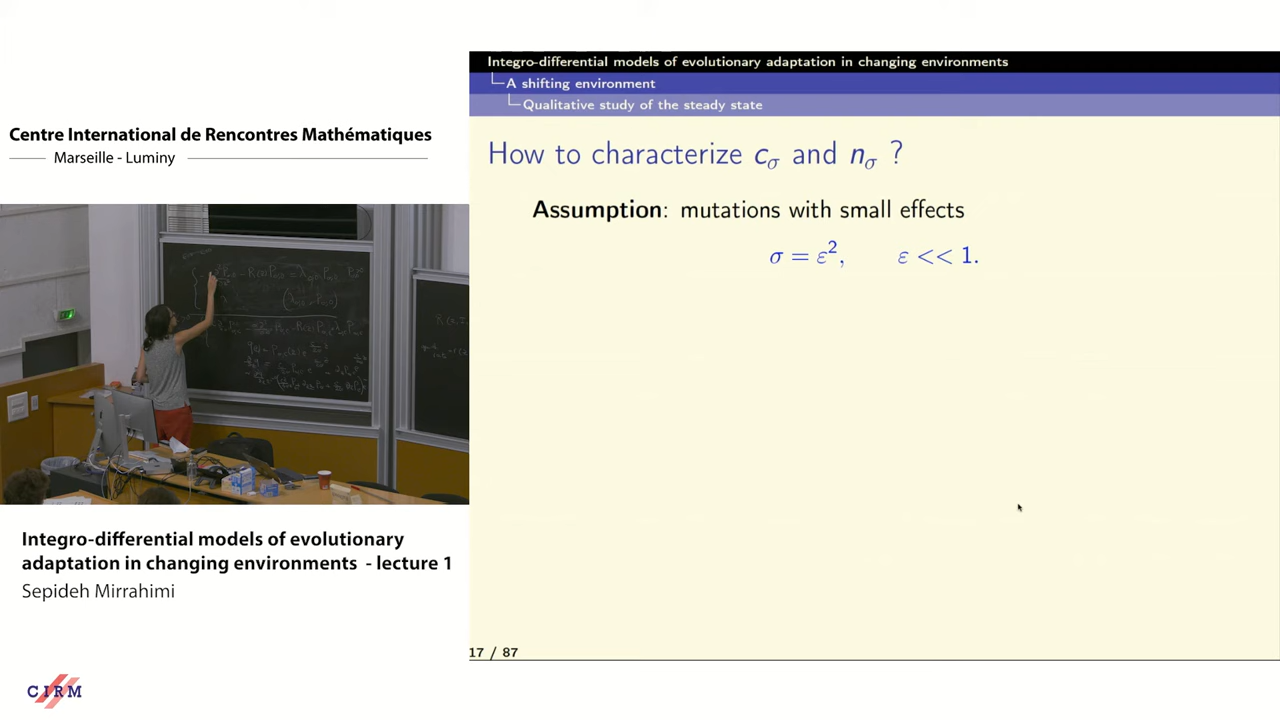 Centre International de Rencontres Mathématiques
Marseille - Luminy
Integro-differential models of evolutionary
adaptation in changing environments - lecture 1
Sepideh Mirrahimi
CIRM
Integro-differential models of evolutionary adaptation in changing environments
A shifting environment
Qualitative study of the steady state
How to characterize c_σ and n_σ ?
Assumption: mutations with small effects
σ = ε², ε << 1.
17 / 87